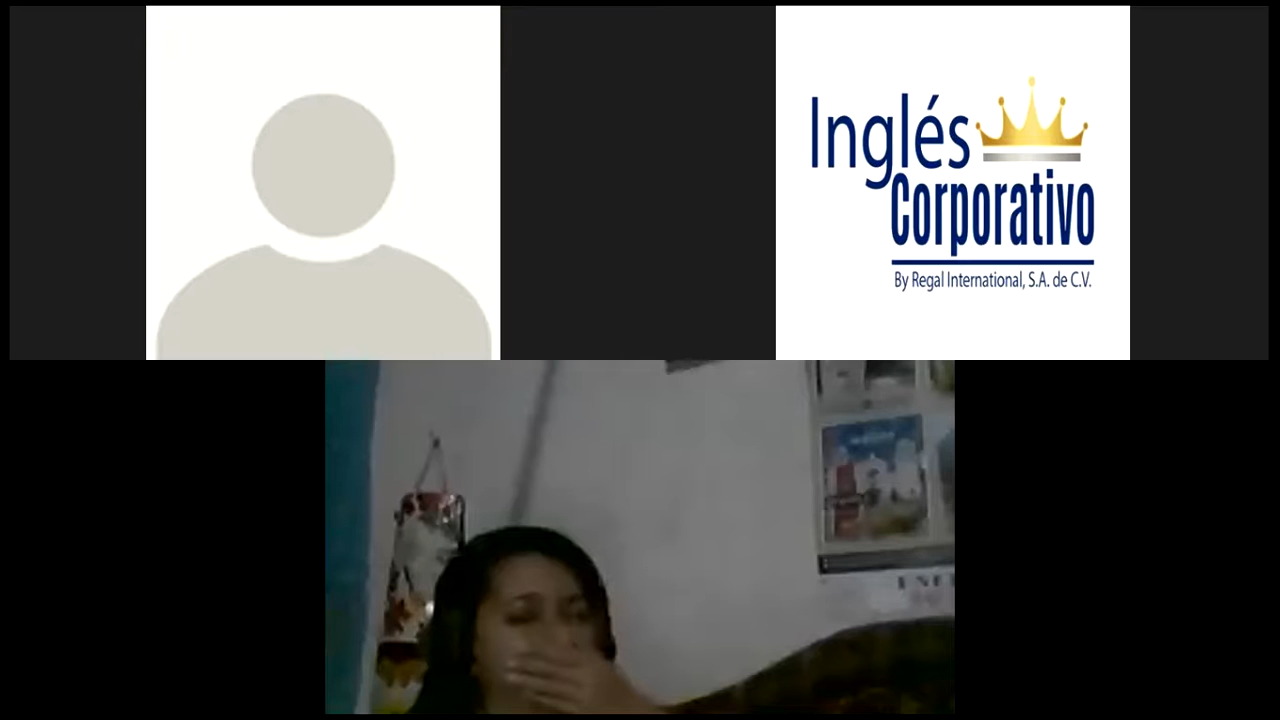 Inglés
Corporativo
By Regal International, S.A. de C.V.